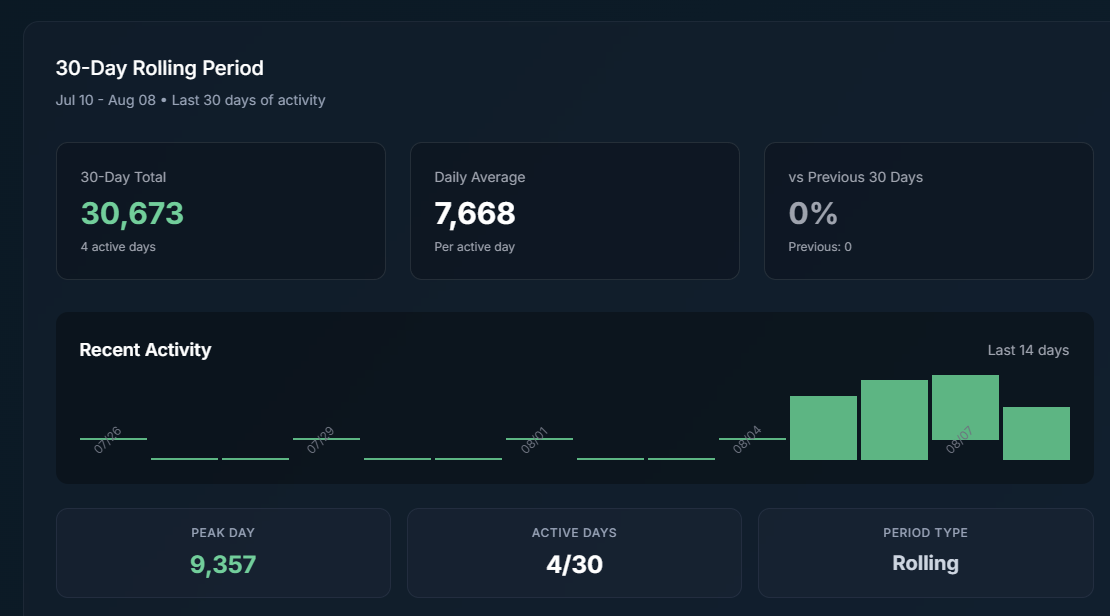 30-Day Rolling Period
Jul 10 - Aug 08 • Last 30 days of activity
30-Day Total
30,673
4 active days
Daily Average
7,668
Per active day
vs Previous 30 Days
0%
Previous: 0
Recent Activity
Last 14 days
07/26
07/29
08/01
08/04
08/07
PEAK DAY
9,357
ACTIVE DAYS
4/30
PERIOD TYPE
Rolling